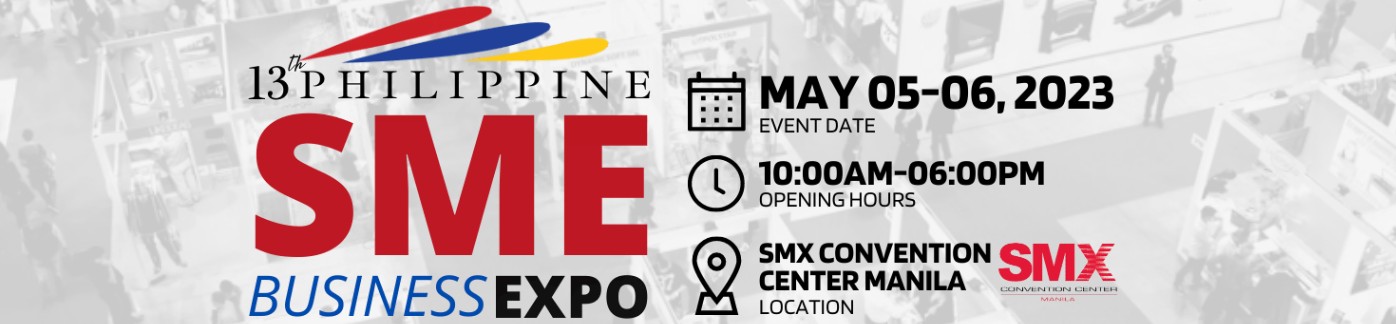 13th PHILIPPINE
SME
BUSINESS EXPO
MAY 05-06, 2023
EVENT DATE
10:00AM-06:00PM
OPENING HOURS
SMX CONVENTION
CENTER MANILA
LOCATION
SMX
CONVENTION CENTER
MANILA